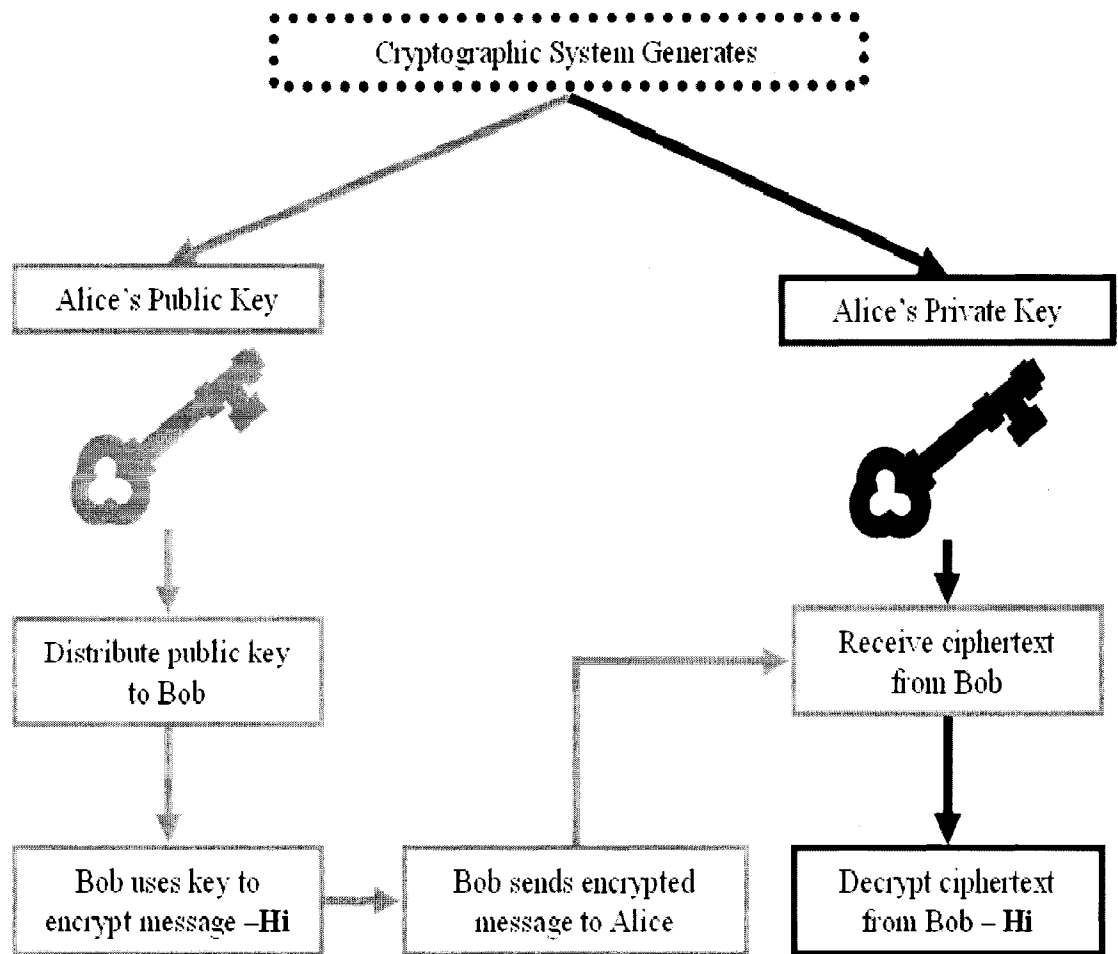 Cryptographic System Generates
Alice's Public Key
Alice's Private Key
Distribute public key
to Bob
Receive ciphertext
from Bob
Bob uses key to
encrypt message –Hi
Bob sends encrypted
message to Alice
Decrypt ciphertext
from Bob – Hi